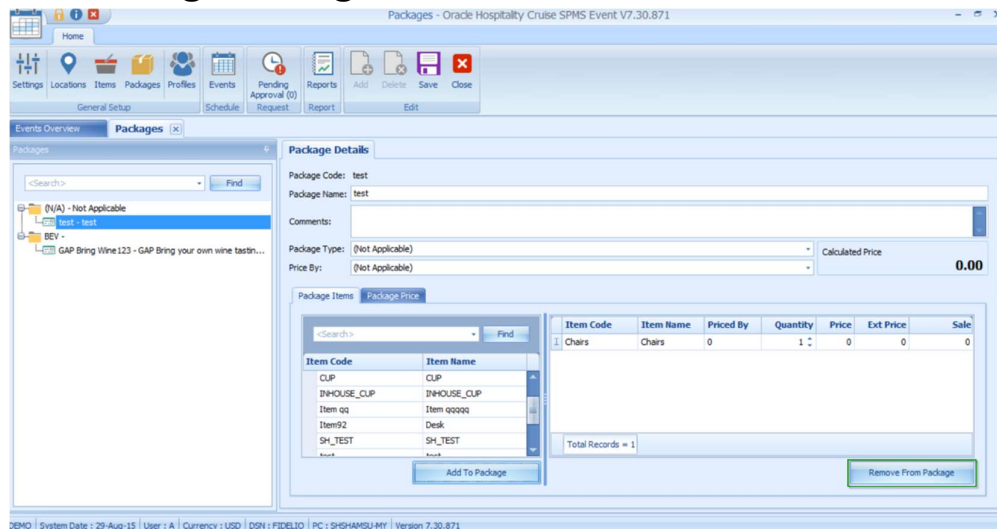 Packages - Oracle Hospitality Cruise SPMS Event V7.30.871
Home
Settings Locations Items Packages Profiles Events Pending Approval (0) Reports Add Delete Save Close
General Setup Schedule Request Report Edit
Events Overview Packages
Packages
<Search> Find
(N/A) - Not Applicable
test - test
BEV -
GAP Bring Wine123 - GAP Bring your own wine tastin...
Package Details
Package Code: test
Package Name: test
Comments:
Package Type: (Not Applicable)
Calculated Price
Price By: (Not Applicable)
0.00
Package Items Package Price
<Search> Find
Item Code Item Name
CUP CUP
INHOUSE_CUP INHOUSE_CUP
Item qq Item qqqqq
Item92 Desk
SH_TEST SH_TEST
Add To Package
Item Code Item Name Priced By Quantity Price Ext Price Sale
Chairs Chairs 0 1 0 0 0
Total Records = 1
Remove From Package
DEMO System Date : 29-Aug-15 User : A Currency : USD DSN : FIDELIO PC : SHSHAMSU-MY Version 7.30.871